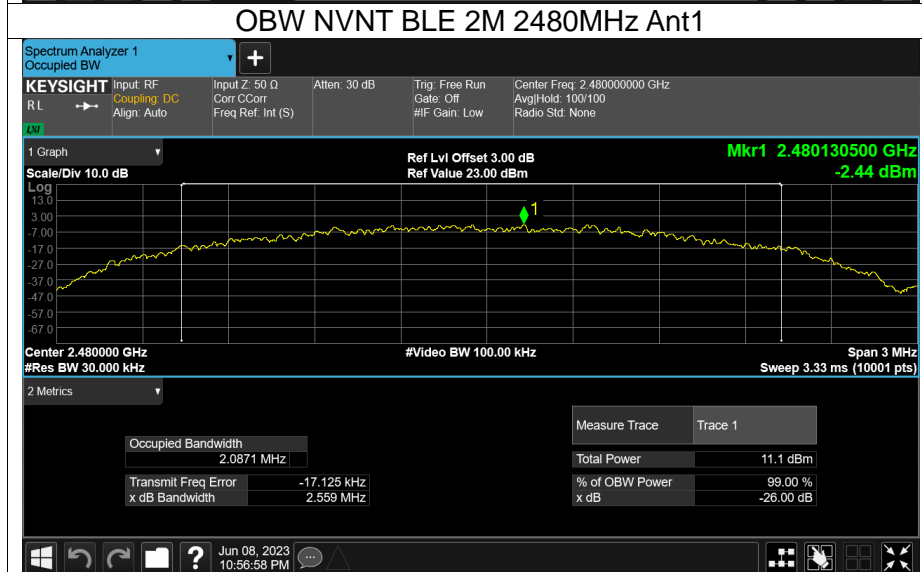 OBW NVNT BLE 2M 2480MHz Ant1
Spectrum Analyzer 1
Occupied BW
KEYSIGHT
R L
LXI
Input: RF
Coupling: DC
Align: Auto
Input Z: 50 Ω
Corr CCorr
Freq Ref: Int (S)
Atten: 30 dB
Trig: Free Run
Gate: Off
#IF Gain: Low
Center Freq: 2.480000000 GHz
Avg|Hold: 100/100
Radio Std: None
1 Graph
Scale/Div 10.0 dB
Ref Lvl Offset 3.00 dB
Ref Value 23.00 dBm
Mkr1 2.480130500 GHz
-2.44 dBm
Log
13.0
3.00
-7.00
-17.0
-27.0
-37.0
-47.0
-57.0
-67.0
1
Center 2.480000 GHz
#Res BW 30.000 kHz
#Video BW 100.00 kHz
Span 3 MHz
Sweep 3.33 ms (10001 pts)
2 Metrics
Occupied Bandwidth
2.0871 MHz
Transmit Freq Error -17.125 kHz
x dB Bandwidth 2.559 MHz
Measure Trace Trace 1
Total Power 11.1 dBm
% of OBW Power 99.00 %
x dB -26.00 dB
?
Jun 08, 2023
10:56:58 PM